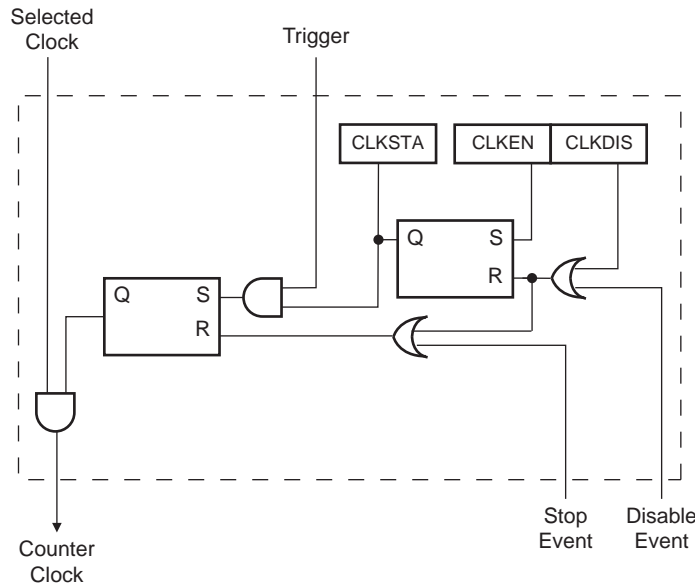 Selected
Clock
Trigger
CLKSTA
CLKEN
CLKDIS
Q
S
R
Q
S
R
Stop
Event
Disable
Event
Counter
Clock